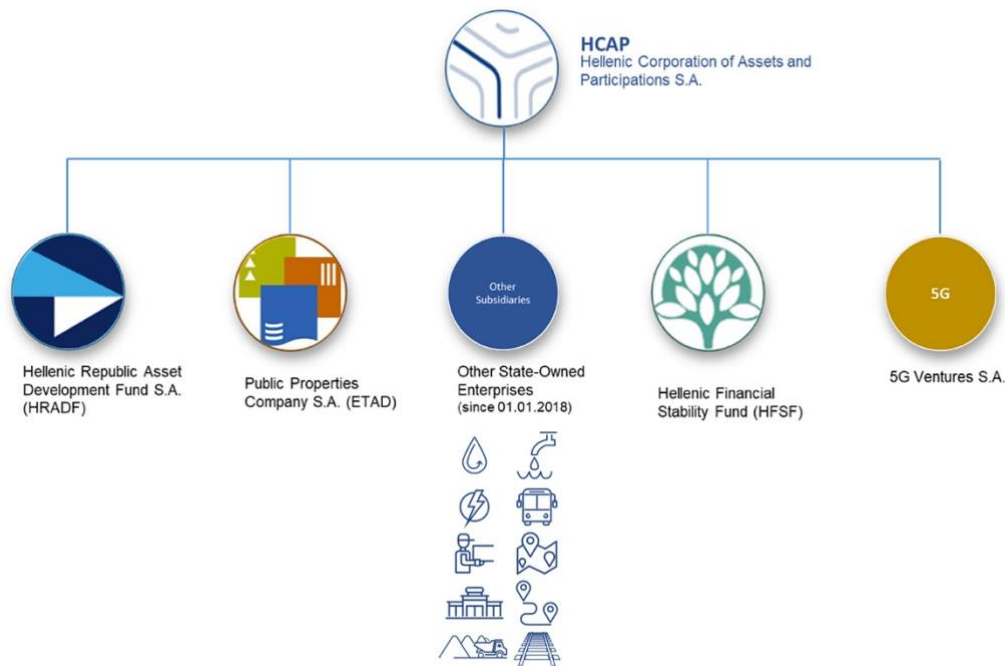 HCAP
Hellenic Corporation of Assets and
Participations S.A.
Other
Subsidiaries
5G
Hellenic Republic Asset
Development Fund S.A.
(HRADF)
Public Properties
Company S.A. (ETAD)
Other State-Owned
Enterprises
(since 01.01.2018)
Hellenic Financial
Stability Fund (HFSF)
5G Ventures S.A.